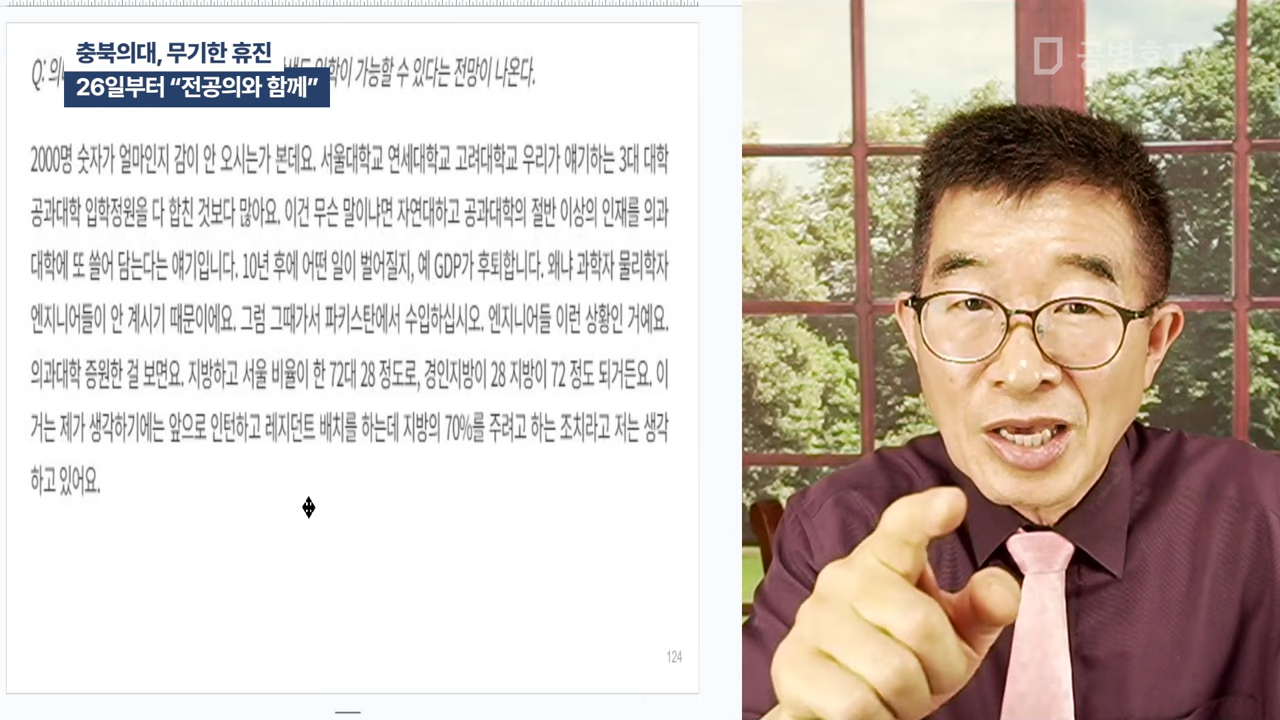 충북의대, 무기한 휴진
26일부터 “전공의와 함께”
Q: 의 입학이 가능할 수 있다는 전망이 나온다.
2000명 숫자가 얼마인지 감이 안 오시는가 본데요. 서울대학교 연세대학교 고려대학교 우리가 얘기하는 3대 대학
공과대학 입학정원을 다 합친 것보다 많아요. 이건 무슨 말이냐면 자연대하고 공과대학의 절반 이상의 인재를 의과
대학에 또 쓸어 담는다는 얘기입니다. 10년 후에 어떤 일이 벌어질지, 예 GDP가 후퇴합니다. 왜냐 과학자 물리학자
엔지니어들이 안 계시기 때문이에요. 그럼 그때가서 파키스탄에서 수입하십시오. 엔지니어들 이런 상황인 거예요.
의과대학 증원한 걸 보면요. 지방하고 서울 비율이 한 72대 28 정도로, 경인지방이 28 지방이 72 정도 되거든요. 이
거는 제가 생각하기에는 앞으로 인턴하고 레지던트 배치를 하는데 지방의 70%를 주려고 하는 조치라고 저는 생각
하고 있어요.
124